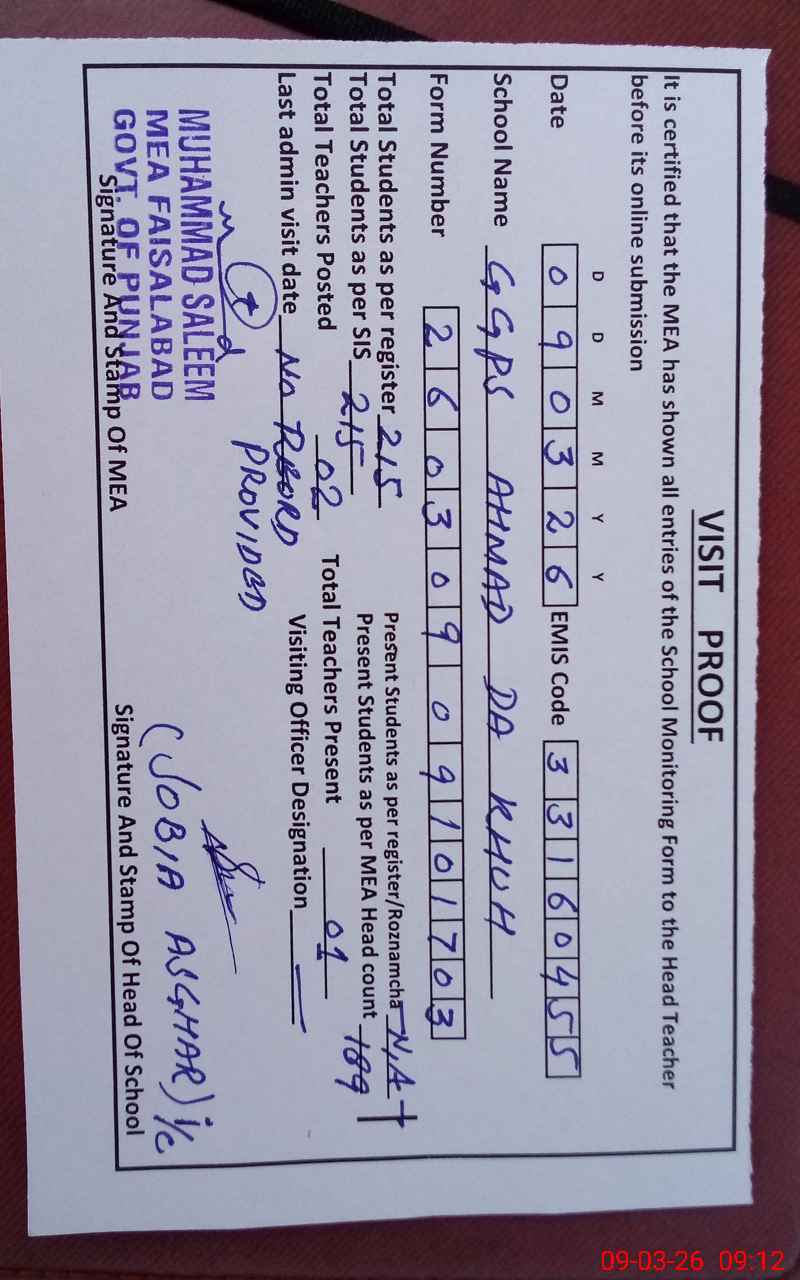 VISIT PROOF
It is certified that the MEA has shown all entries of the School Monitoring Form to the Head Teacher
before its online submission
D D M M Y Y
Date 0 9 0 3 2 6 EMIS Code 3 3 1 6 0 4 5 5
School Name GGPS AHMAD DA KHUH
Form Number 2 6 0 3 0 9 0 9 1 0 1 7 0 3
Total Students as per register 215 Present Students as per register/Roznamcha N,A
Total Students as per SIS 215 Present Students as per MEA Head count 189
Total Teachers Posted 02 Total Teachers Present 01
Last admin visit date No RECORD Visiting Officer Designation —
PROVIDED
MUHAMMAD SALEEM
MEA FAISALABAD
GOVT. OF PUNJAB
(JOBIA ASGHAR) i/c
Signature And Stamp Of MEA Signature And Stamp Of Head Of School
09-03-26 09:12